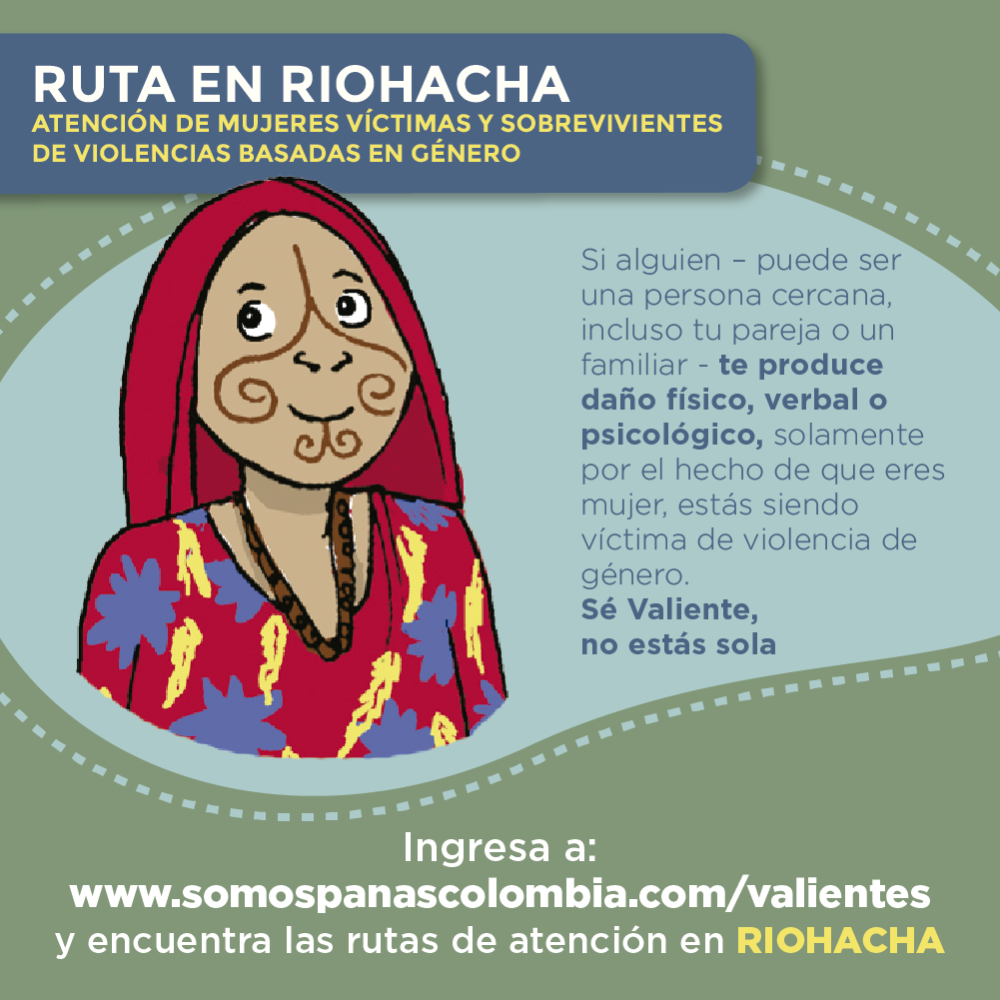 RUTA EN RIOHACHA
ATENCIÓN DE MUJERES VÍCTIMAS Y SOBREVIVIENTES
DE VIOLENCIAS BASADAS EN GÉNERO
Si alguien – puede ser
una persona cercana,
incluso tu pareja o un
familiar - te produce
daño físico, verbal o
psicológico, solamente
por el hecho de que eres
mujer, estás siendo
víctima de violencia de
género.
Sé Valiente,
no estás sola
Ingresa a:
www.somospanascolombia.com/valientes
y encuentra las rutas de atención en RIOHACHA